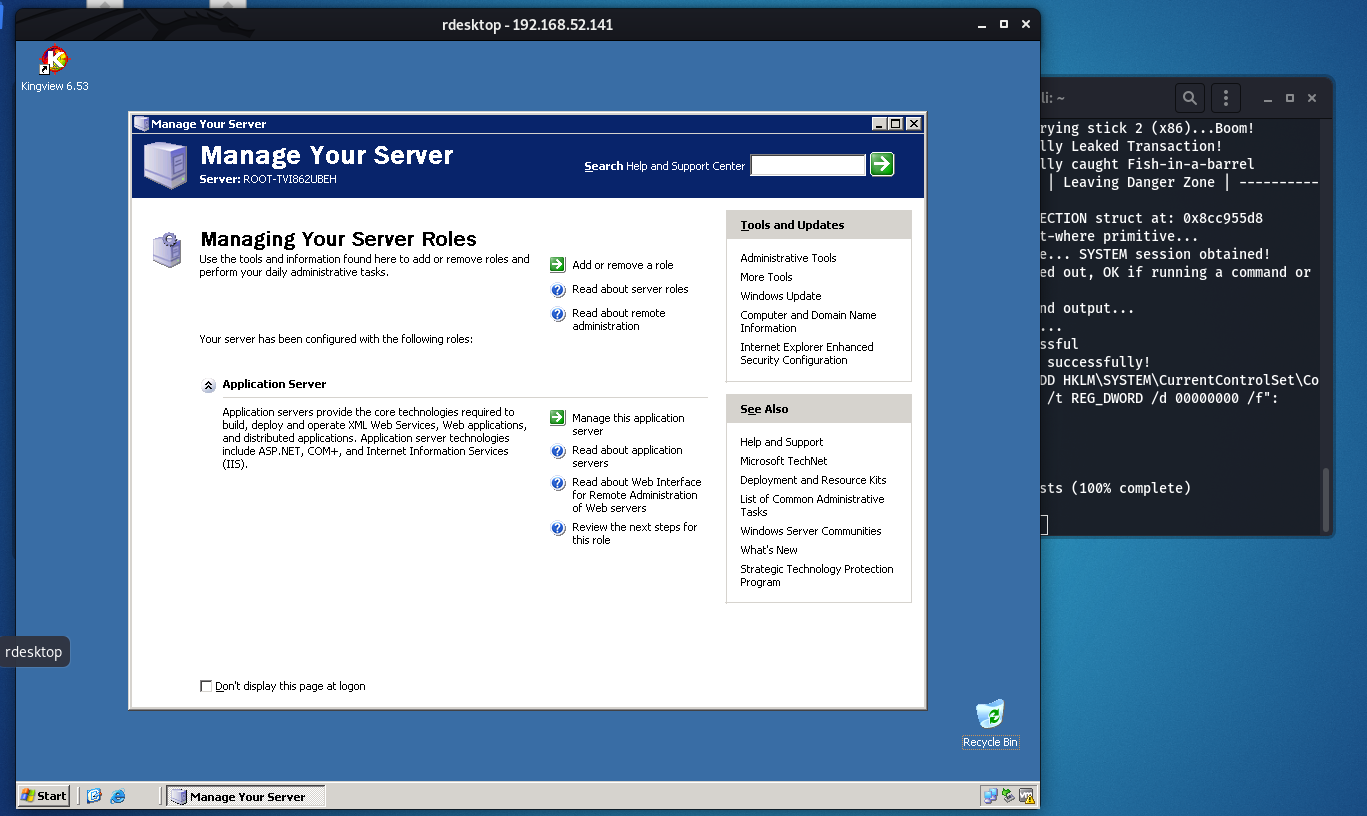 rdesktop - 192.168.52.141
Kingview 6.53
Manage Your Server
Manage Your Server
Server: ROOT-TVI862UBEH
Search Help and Support Center
Managing Your Server Roles
Use the tools and information found here to add or remove roles and
perform your daily administrative tasks.
Add or remove a role
Read about server roles
Read about remote
administration
Your server has been configured with the following roles:
Application Server
Application servers provide the core technologies required to
build, deploy and operate XML Web Services, Web applications,
and distributed applications. Application server technologies
include ASP.NET, COM+, and Internet Information Services
(IIS).
Manage this application
server
Read about application
servers
Read about Web Interface
for Remote Administration
of Web servers
Review the next steps for
this role
Tools and Updates
Administrative Tools
More Tools
Windows Update
Computer and Domain Name
Information
Internet Explorer Enhanced
Security Configuration
See Also
Help and Support
Microsoft TechNet
Deployment and Resource Kits
List of Common Administrative
Tasks
Windows Server Communities
What's New
Strategic Technology Protection
Program
Don't display this page at logon
Recycle Bin
rdesktop
Start
Manage Your Server
li: ~
rying stick 2 (x86)...Boom!
lly Leaked Transaction!
lly caught Fish-in-a-barrel
| Leaving Danger Zone | ----------
ECTION struct at: 0x8cc955d8
t-where primitive...
e... SYSTEM session obtained!
ed out, OK if running a command or
nd output...
...
ssful
successfully!
DD HKLM\SYSTEM\CurrentControlSet\Co
/t REG_DWORD /d 00000000 /f":
sts (100% complete)